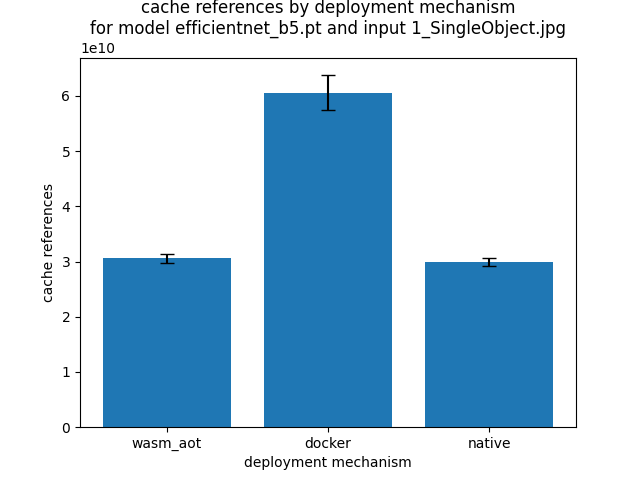 cache references by deployment mechanism
for model efficientnet_b5.pt and input 1_SingleObject.jpg
1e10
6
5
4
3
2
1
0
cache references
wasm_aot docker native
deployment mechanism